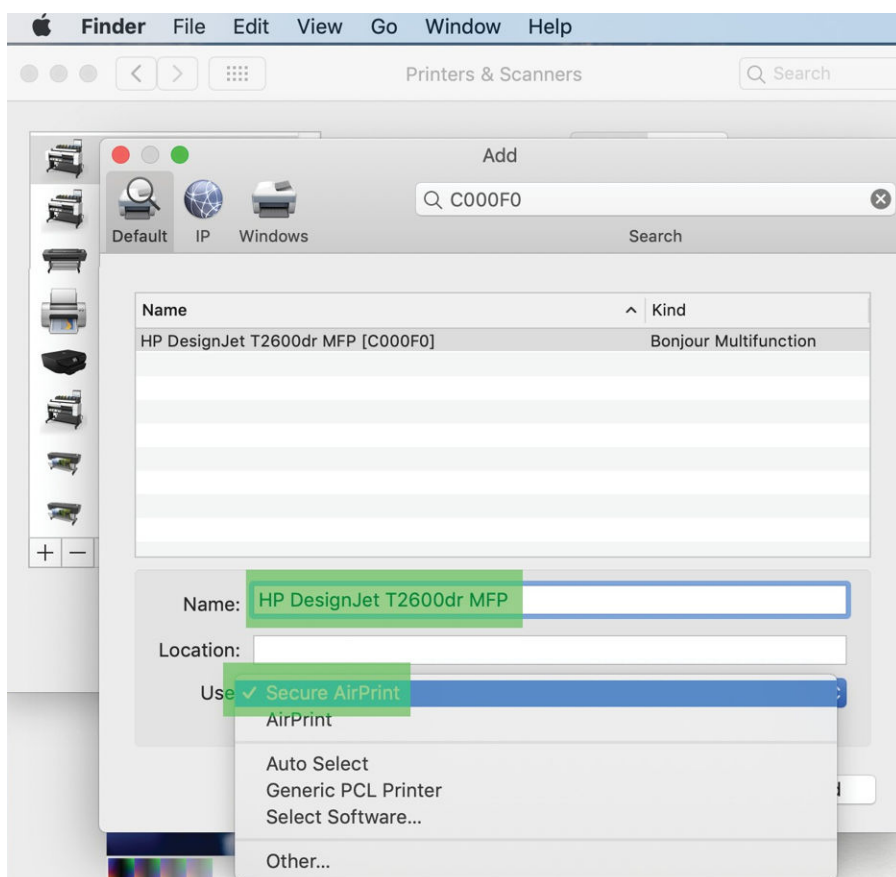 Finder File Edit View Go Window Help
Printers & Scanners Search
Add
C000F0
Default IP Windows Search
Name Kind
HP DesignJet T2600dr MFP [C000F0] Bonjour Multifunction
Name: HP DesignJet T2600dr MFP
Location:
Use Secure AirPrint
AirPrint
Auto Select
Generic PCL Printer
Select Software...
Other...